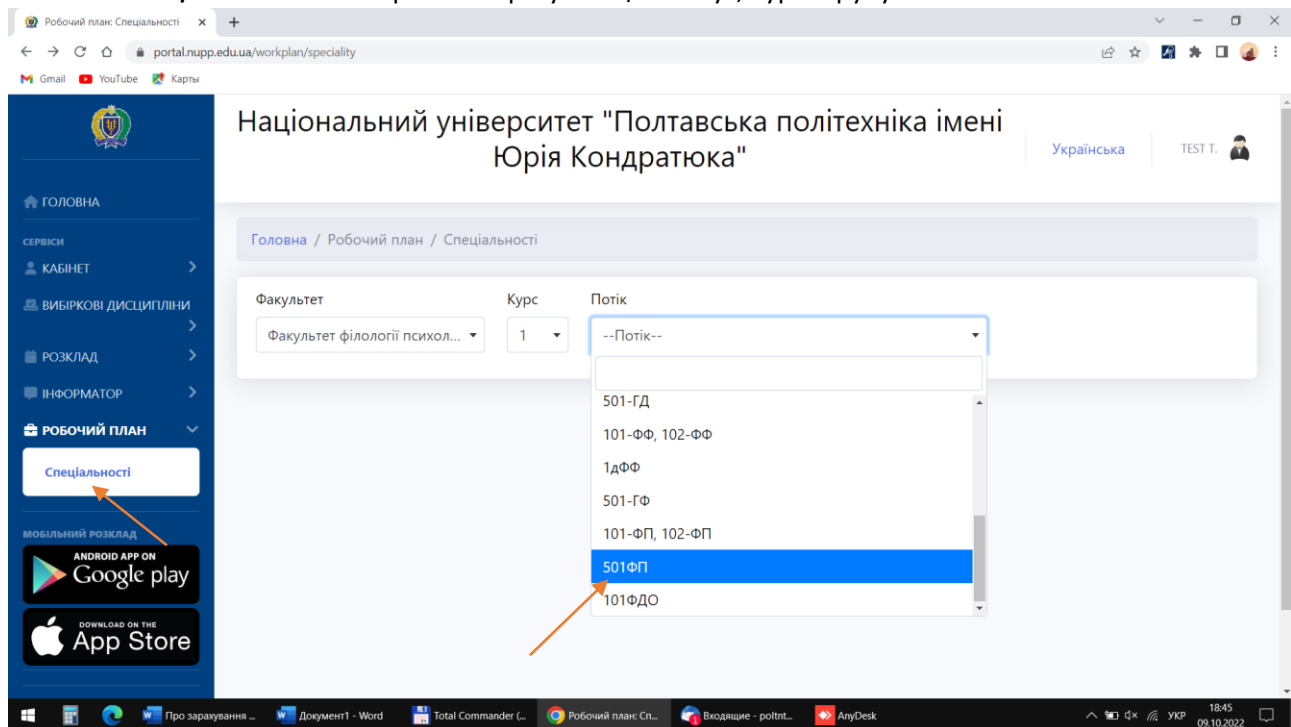 Робочий план: Спеціальності
portal.nupp.edu.ua/workplan/speciality
Gmail YouTube Карты
Національний університет "Полтавська політехніка імені
Юрія Кондратюка"
Українська
TEST T.
ГОЛОВНА
СЕРВІСИ
КАБІНЕТ
ВИБІРКОВІ ДИСЦИПЛІНИ
РОЗКЛАД
ІНФОРМАТОР
РОБОЧИЙ ПЛАН
Спеціальності
МОБІЛЬНИЙ РОЗКЛАД
ANDROID APP ON
Google play
DOWNLOAD ON THE
App Store
Головна / Робочий план / Спеціальності
Факультет Курс Потік
Факультет філології психол... 1 --Потік--
501-ГД
101-ФФ, 102-ФФ
1дФФ
501-ГФ
101-ФП, 102-ФП
501ФП
101ФДО
Про зарахування ... Документ1 - Word Total Commander (... Робочий план: Сп... Входящие - poltnt... AnyDesk УКР 18:45
09.10.2022